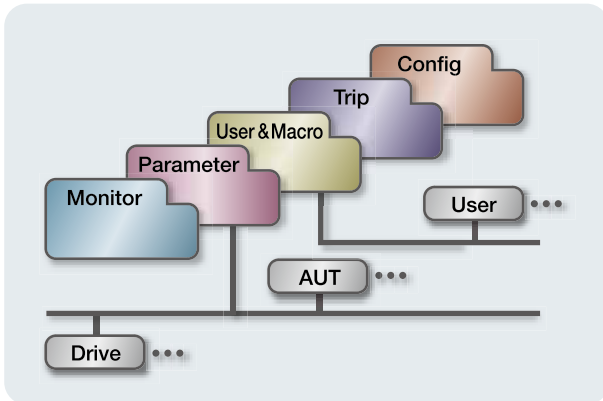 Config
Trip
User & Macro
Parameter
Monitor
User
AUT
Drive